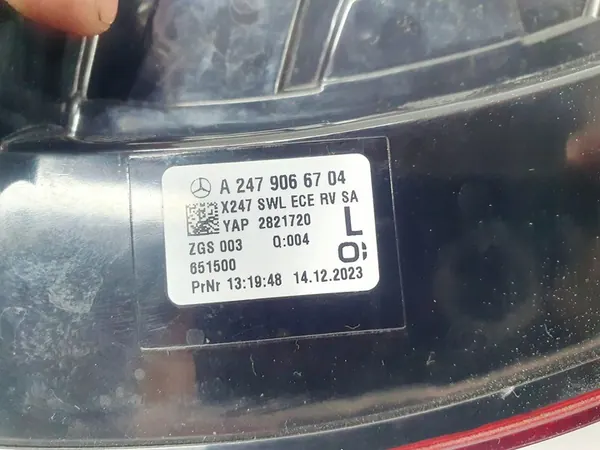 A 247 906 67 04
X247 SWL ECE RV SA
YAP 2821720
L
ZGS 003 Q:004
651500
PrNr 13:19:48 14.12.2023